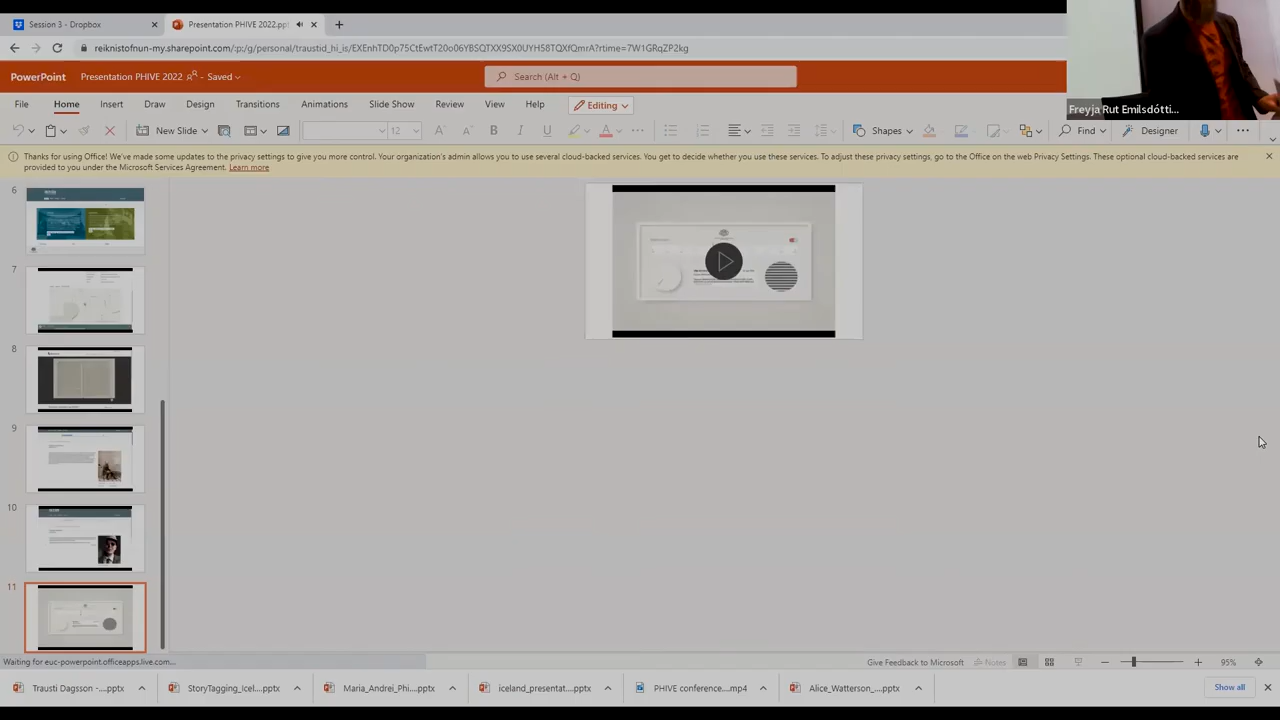 Session 3 - Dropbox
Presentation PHIVE 2022.ppt
reiknistofnun-my.sharepoint.com/:p:/g/personal/traustid_hi_is/EXEnhTD0p75CtEwtT20o06YBSQTXX9SX0UYH58TQXfQmrA?rtime=7W1GRqZP2kg
PowerPoint
Presentation PHIVE 2022 - Saved
Search (Alt + Q)
Freyja Rut Emilsdótti...
File Home Insert Draw Design Transitions Animations Slide Show Review View Help Editing
New Slide 12 B I U A Shapes Find Designer
Thanks for using Office! We've made some updates to the privacy settings to give you more control. Your organization's admin allows you to use several cloud-backed services. You get to decide whether you use these services. To adjust these privacy settings, go to the Office on the web Privacy Settings. These optional cloud-backed services are
provided to you under the Microsoft Services Agreement. Learn more
6
7
8
9
10
11
Waiting for euc-powerpoint.officeapps.live.com...
Give Feedback to Microsoft Notes 95%
Trausti Dagsson -....pptx
StoryTagging_Icel....pptx
Maria_Andrei_Phi....pptx
iceland_presentat....pptx
PHIVE conference....mp4
Alice_Watterson_....pptx
Show all